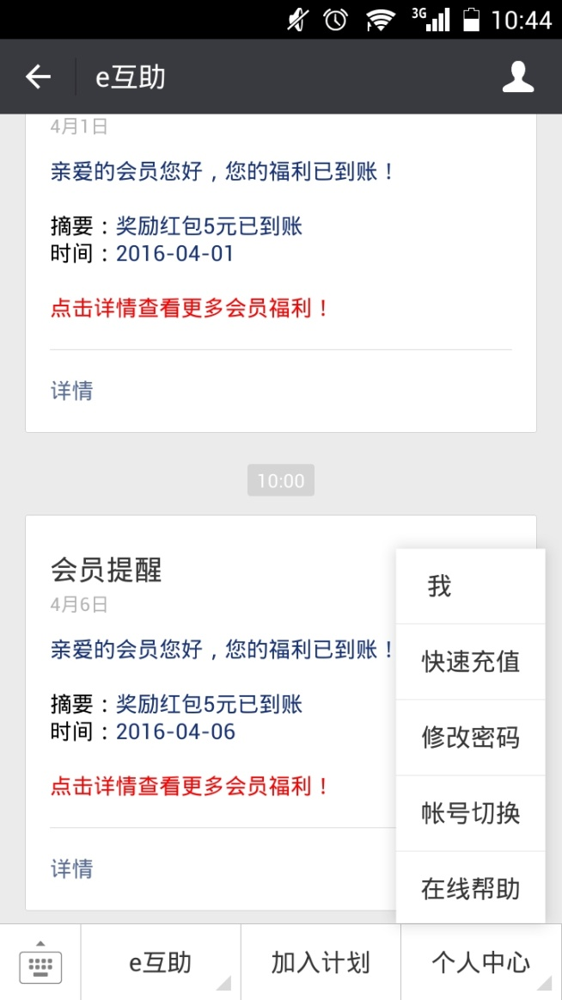 3G 10:44
e互助
4月1日
亲爱的会员您好，您的福利已到账！
摘要：奖励红包5元已到账
时间：2016-04-01
点击详情查看更多会员福利！
详情
10:00
会员提醒
4月6日
亲爱的会员您好，您的福利已到账！
摘要：奖励红包5元已到账
时间：2016-04-06
点击详情查看更多会员福利！
详情
我
快速充值
修改密码
帐号切换
在线帮助
e互助
加入计划
个人中心